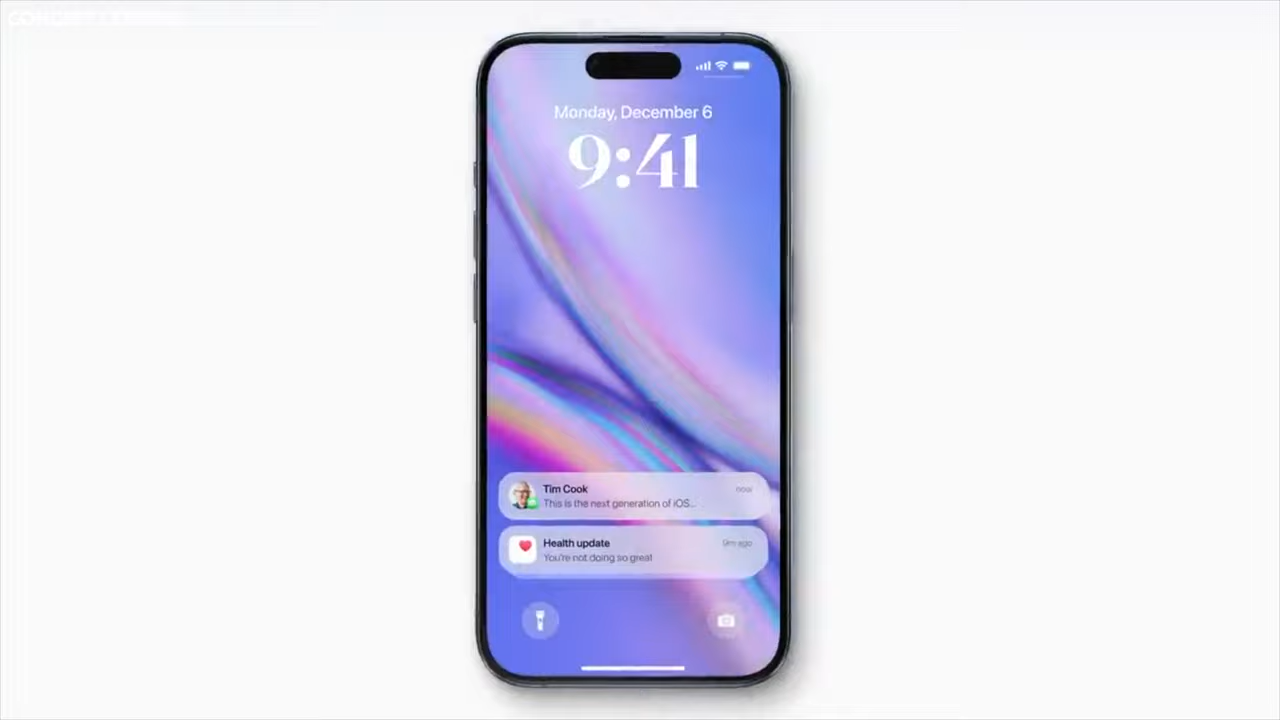 Monday, December 6
9:41
Tim Cook
now
This is the next generation of iOS...
Health update
9m ago
You're not doing so great